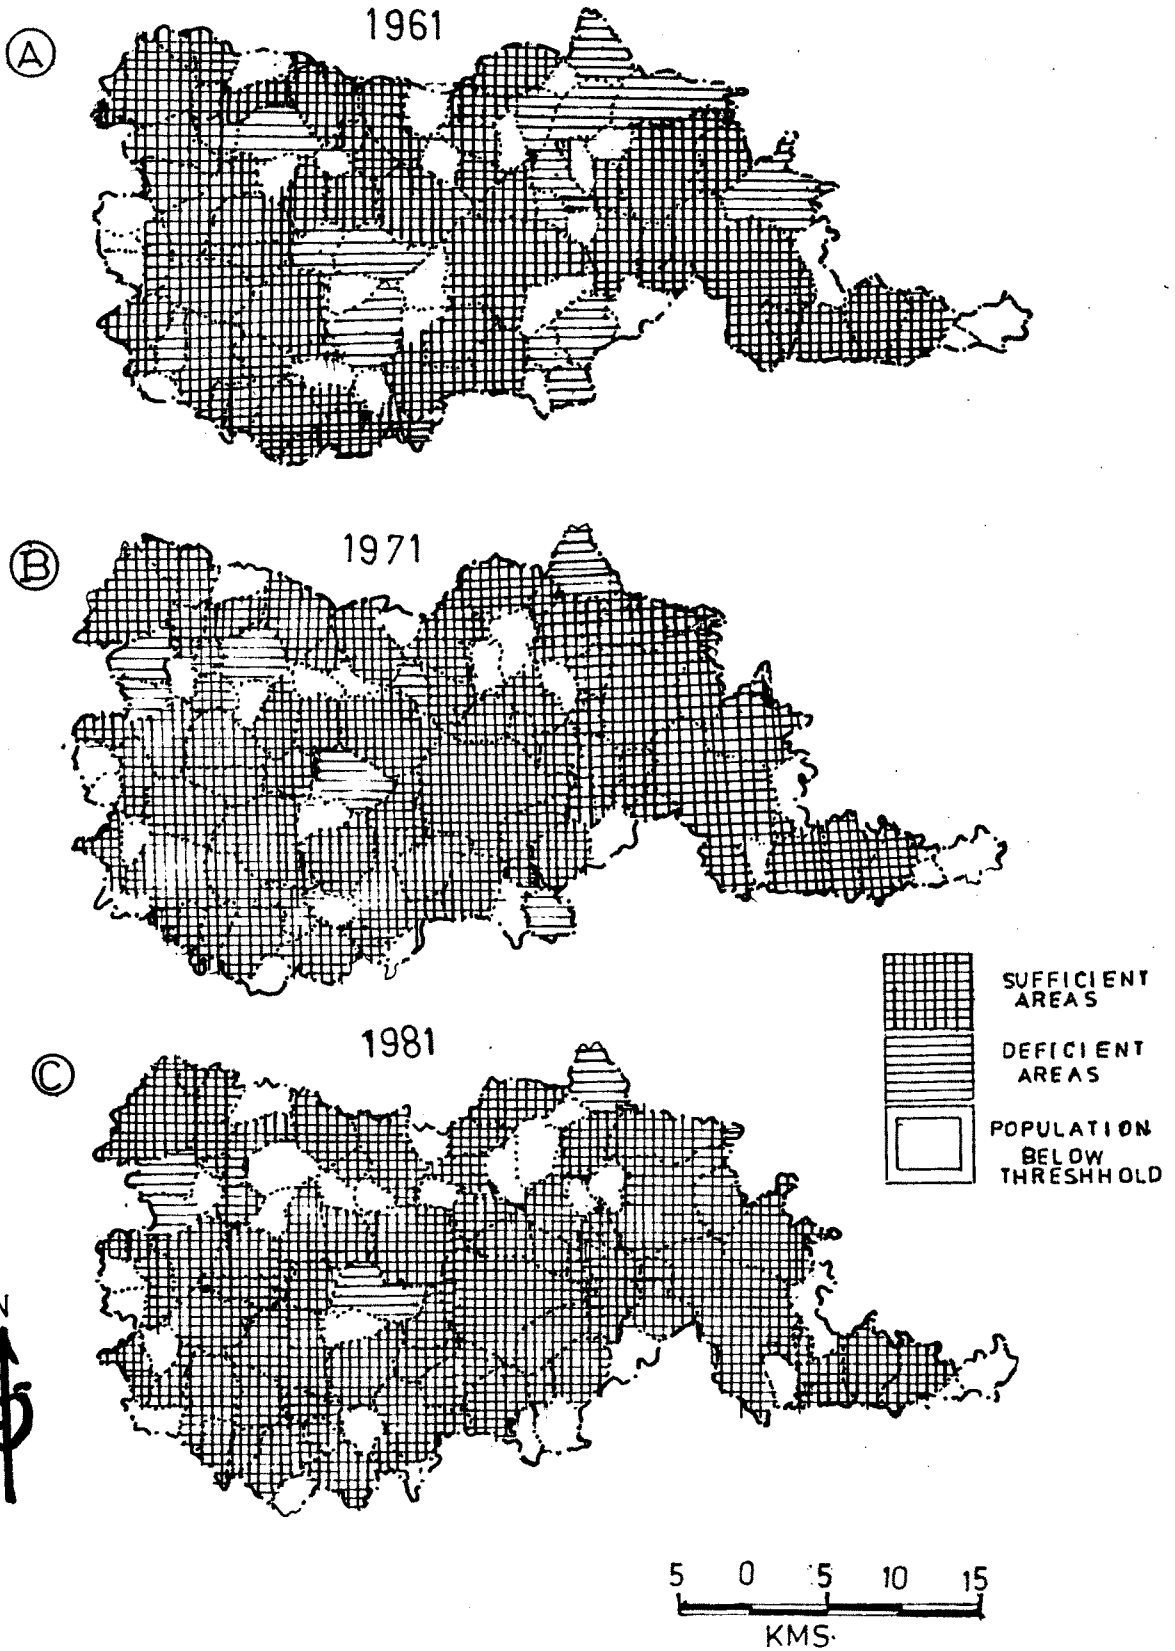 1961
A
1971
B
SUFFICIENT
AREAS
DEFICIENT
AREAS
POPULATION
BELOW
THRESHHOLD
1981
C
N
5 0 5 10 15
KMS.